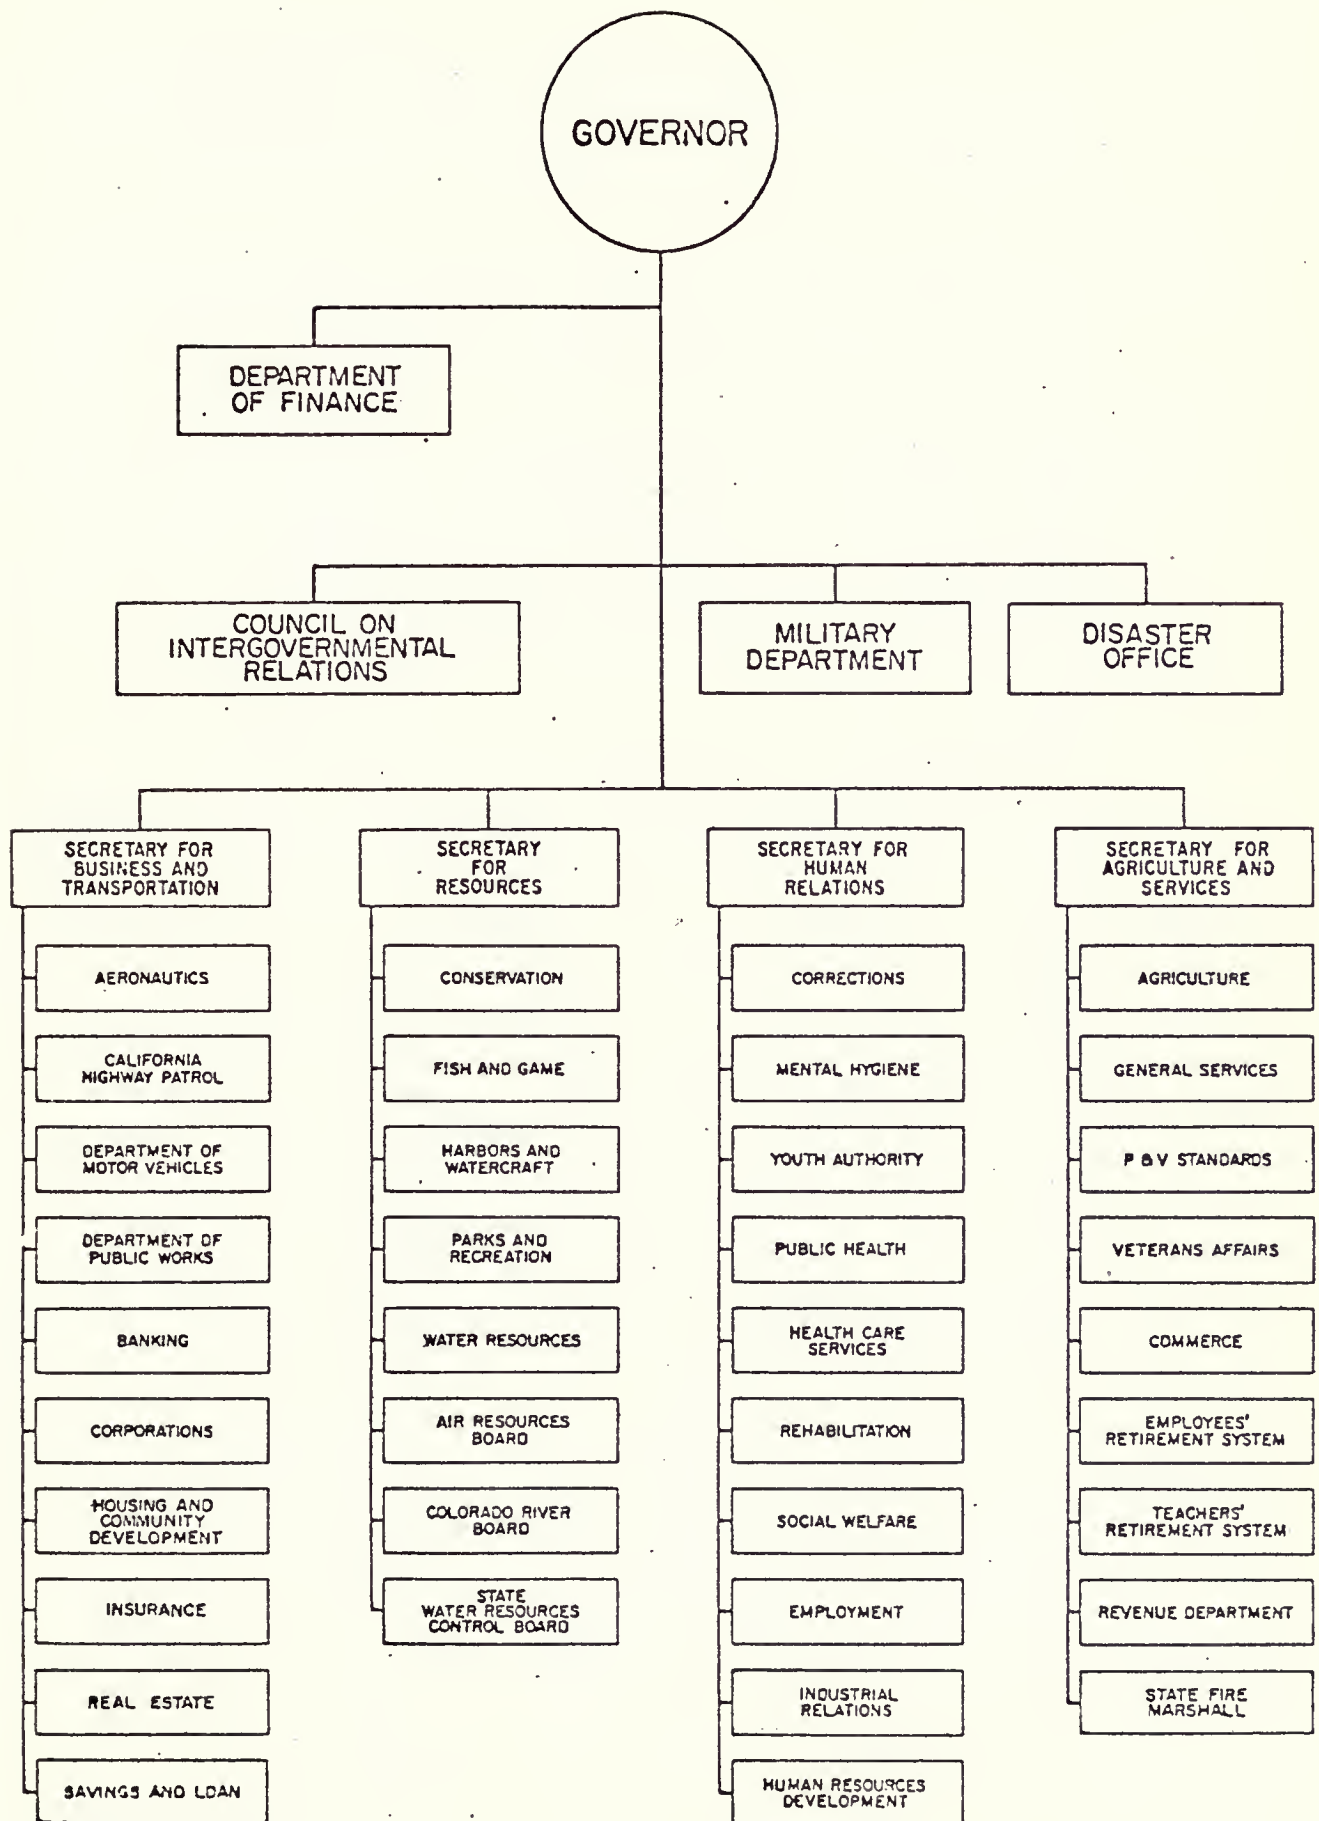 GOVERNOR
DEPARTMENT
OF FINANCE
COUNCIL ON
INTERGOVERNMENTAL
RELATIONS
MILITARY
DEPARTMENT
DISASTER
OFFICE
SECRETARY FOR
BUSINESS AND
TRANSPORTATION
AERONAUTICS
CALIFORNIA
HIGHWAY PATROL
DEPARTMENT OF
MOTOR VEHICLES
DEPARTMENT OF
PUBLIC WORKS
BANKING
CORPORATIONS
HOUSING AND
COMMUNITY
DEVELOPMENT
INSURANCE
REAL ESTATE
SAVINGS AND LOAN
SECRETARY
FOR
RESOURCES
CONSERVATION
FISH AND GAME
HARBORS AND
WATERCRAFT
PARKS AND
RECREATION
WATER RESOURCES
AIR RESOURCES
BOARD
COLORADO RIVER
BOARD
STATE
WATER RESOURCES
CONTROL BOARD
SECRETARY FOR
HUMAN
RELATIONS
CORRECTIONS
MENTAL HYGIENE
YOUTH AUTHORITY
PUBLIC HEALTH
HEALTH CARE
SERVICES
REHABILITATION
SOCIAL WELFARE
EMPLOYMENT
INDUSTRIAL
RELATIONS
HUMAN RESOURCES
DEVELOPMENT
SECRETARY FOR
AGRICULTURE AND
SERVICES
AGRICULTURE
GENERAL SERVICES
P & V STANDARDS
VETERANS AFFAIRS
COMMERCE
EMPLOYEES'
RETIREMENT SYSTEM
TEACHERS'
RETIREMENT SYSTEM
REVENUE DEPARTMENT
STATE FIRE
MARSHALL